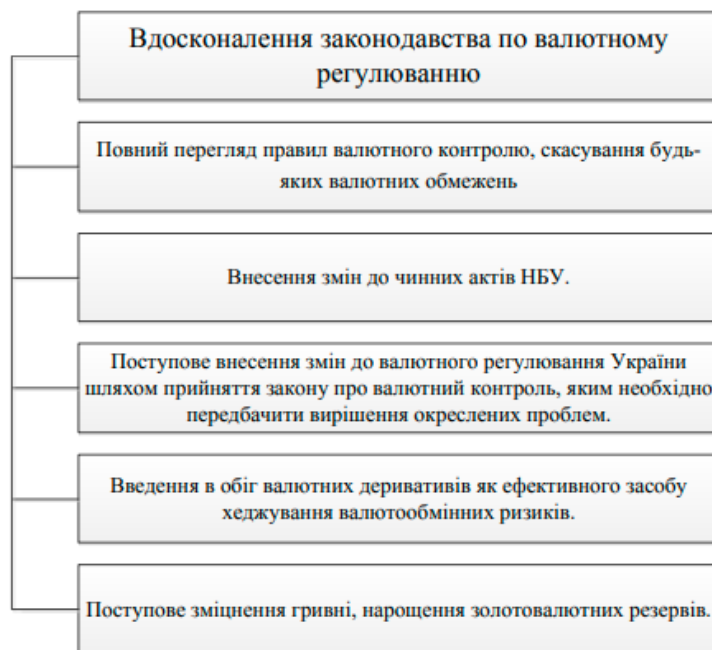 Вдосконалення законодавства по валютному
регулюванню
Повний перегляд правил валютного контролю, скасування будь-
яких валютних обмежень
Внесення змін до чинних актів НБУ.
Поступове внесення змін до валютного регулювання України
шляхом прийняття закону про валютний контроль, яким необхідно
передбачити вирішення окреслених проблем.
Введення в обіг валютних деривативів як ефективного засобу
хеджування валютообмінних ризиків.
Поступове зміцнення гривні, нарощення золотовалютних резервів.